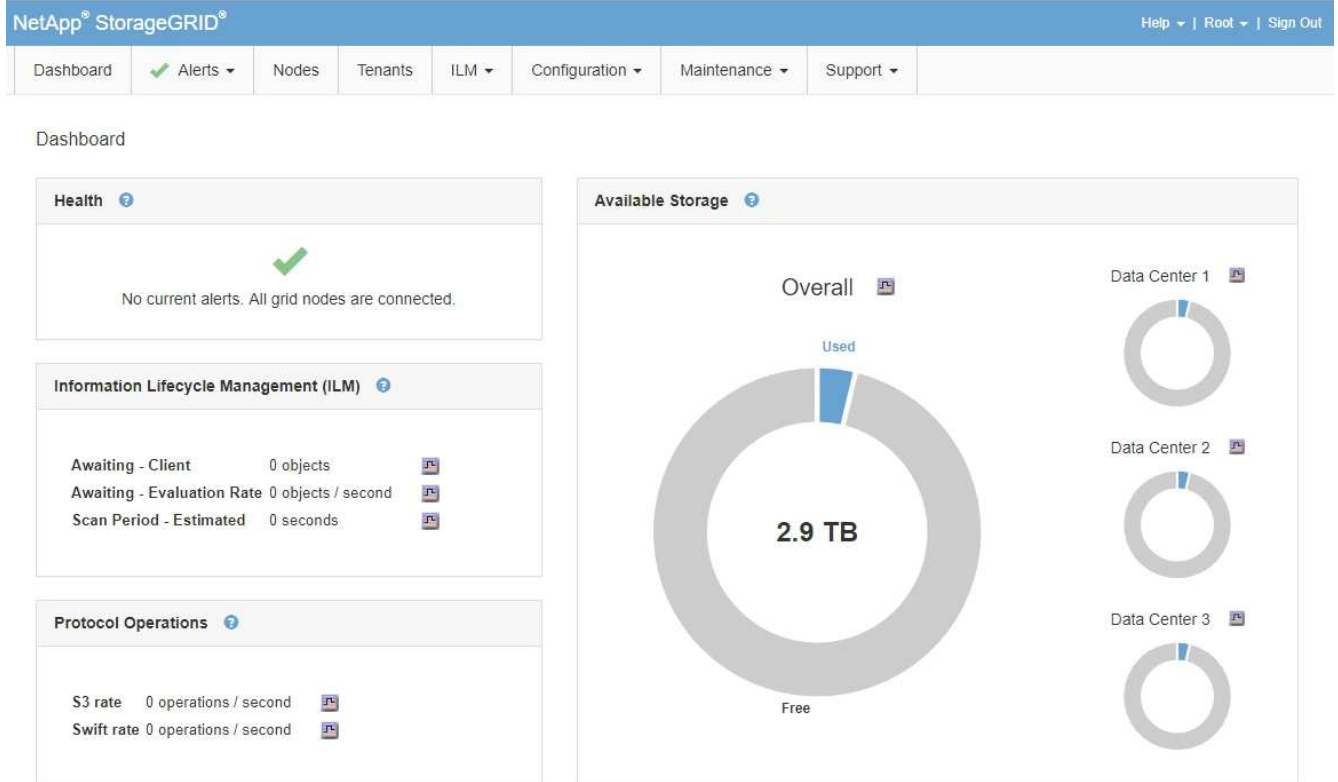 NetApp® StorageGRID®
Help | Root | Sign Out
Dashboard Alerts Nodes Tenants ILM Configuration Maintenance Support
Dashboard
Health
No current alerts. All grid nodes are connected.
Information Lifecycle Management (ILM)
Awaiting - Client 0 objects
Awaiting - Evaluation Rate 0 objects / second
Scan Period - Estimated 0 seconds
Protocol Operations
S3 rate 0 operations / second
Swift rate 0 operations / second
Available Storage
Overall
Used
2.9 TB
Free
Data Center 1
Data Center 2
Data Center 3